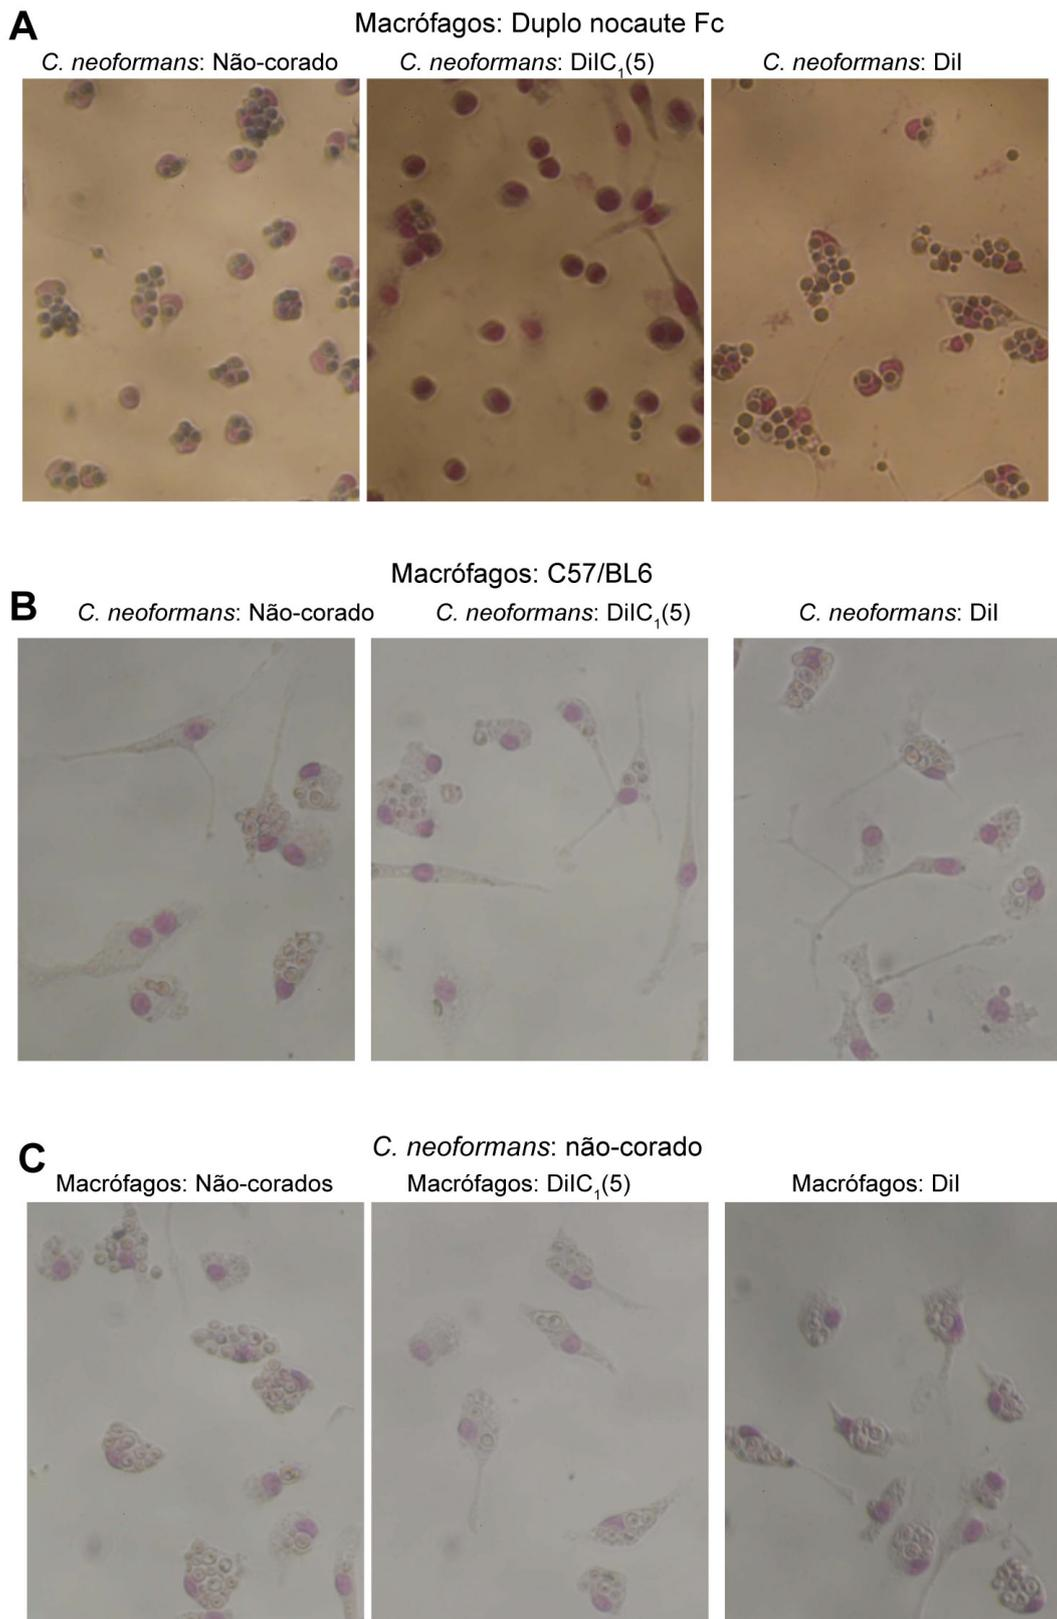 A
Macrófagos: Duplo nocaute Fc
C. neoformans: Não-corado
C. neoformans: DiIC1(5)
C. neoformans: DiI
Macrófagos: C57/BL6
B
C. neoformans: Não-corado
C. neoformans: DiIC1(5)
C. neoformans: DiI
C. neoformans: não-corado
C
Macrófagos: Não-corados
Macrófagos: DiIC1(5)
Macrófagos: DiI